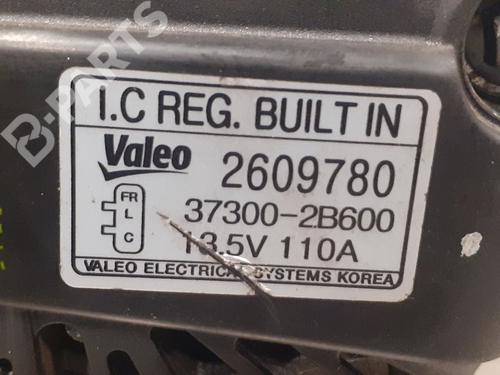 B-PARTS
I.C REG. BUILT IN
Valeo 2609780
FR
L
C
37300-2B600
13.5V 110A
VALEO ELECTRICAL SYSTEMS KOREA